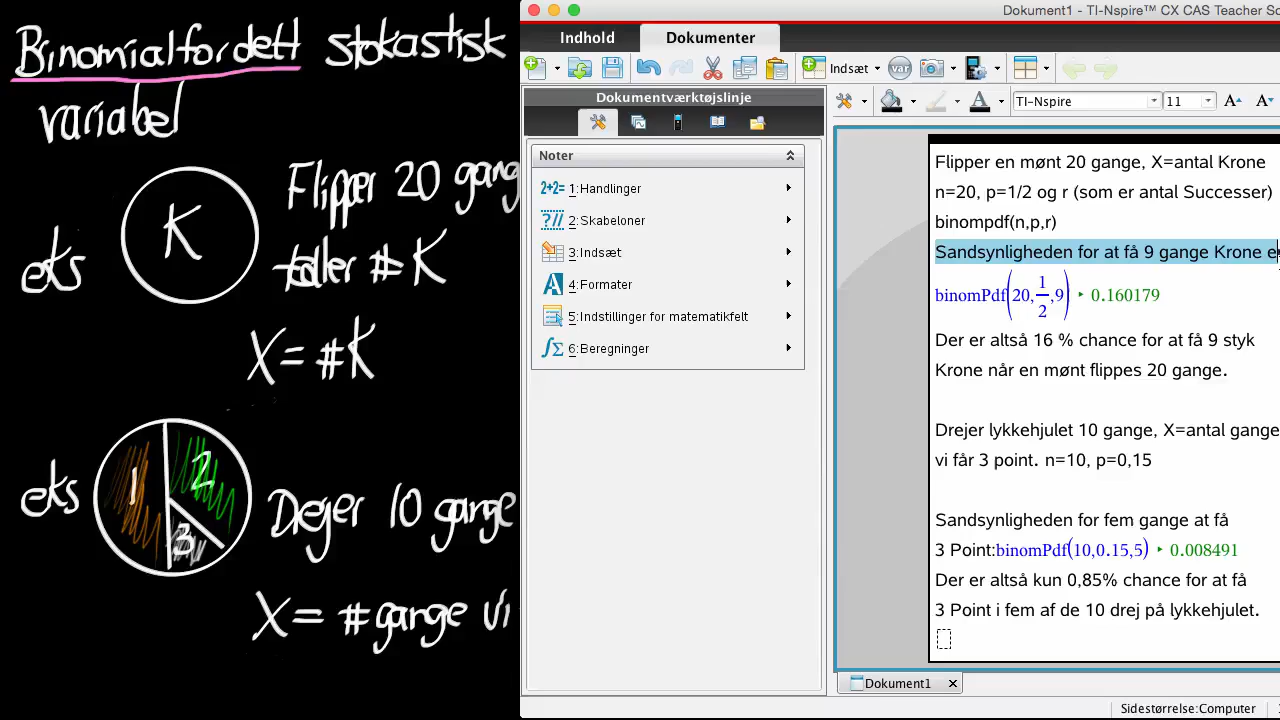 Binomialfordelt stokastisk
variabel
eks
K
Flipper 20 gang
tæller #K
X = #K
eks
1
2
3
Drejer 10 gange
X = #gange vi
Dokument1 - TI-Nspire™ CX CAS Teacher So
Indhold
Dokumenter
Indsæt
var
Dokumentværktøjslinje
TI-Nspire
11
Noter
1:Handlinger
2:Skabeloner
3:Indsæt
4:Formater
5:Indstillinger for matematikfelt
6:Beregninger
Flipper en mønt 20 gange, X=antal Krone
n=20, p=1/2 og r (som er antal Successer)
binompdf(n,p,r)
Sandsynligheden for at få 9 gange Krone e
binomPdf(20,1/2,9) ‣ 0.160179
Der er altså 16 % chance for at få 9 styk
Krone når en mønt flippes 20 gange.
Drejer lykkehjulet 10 gange, X=antal gange
vi får 3 point. n=10, p=0,15
Sandsynligheden for fem gange at få
3 Point:binomPdf(10,0.15,5) ‣ 0.008491
Der er altså kun 0,85% chance for at få
3 Point i fem af de 10 drej på lykkehjulet.
Dokument1
Sidestørrelse:Computer